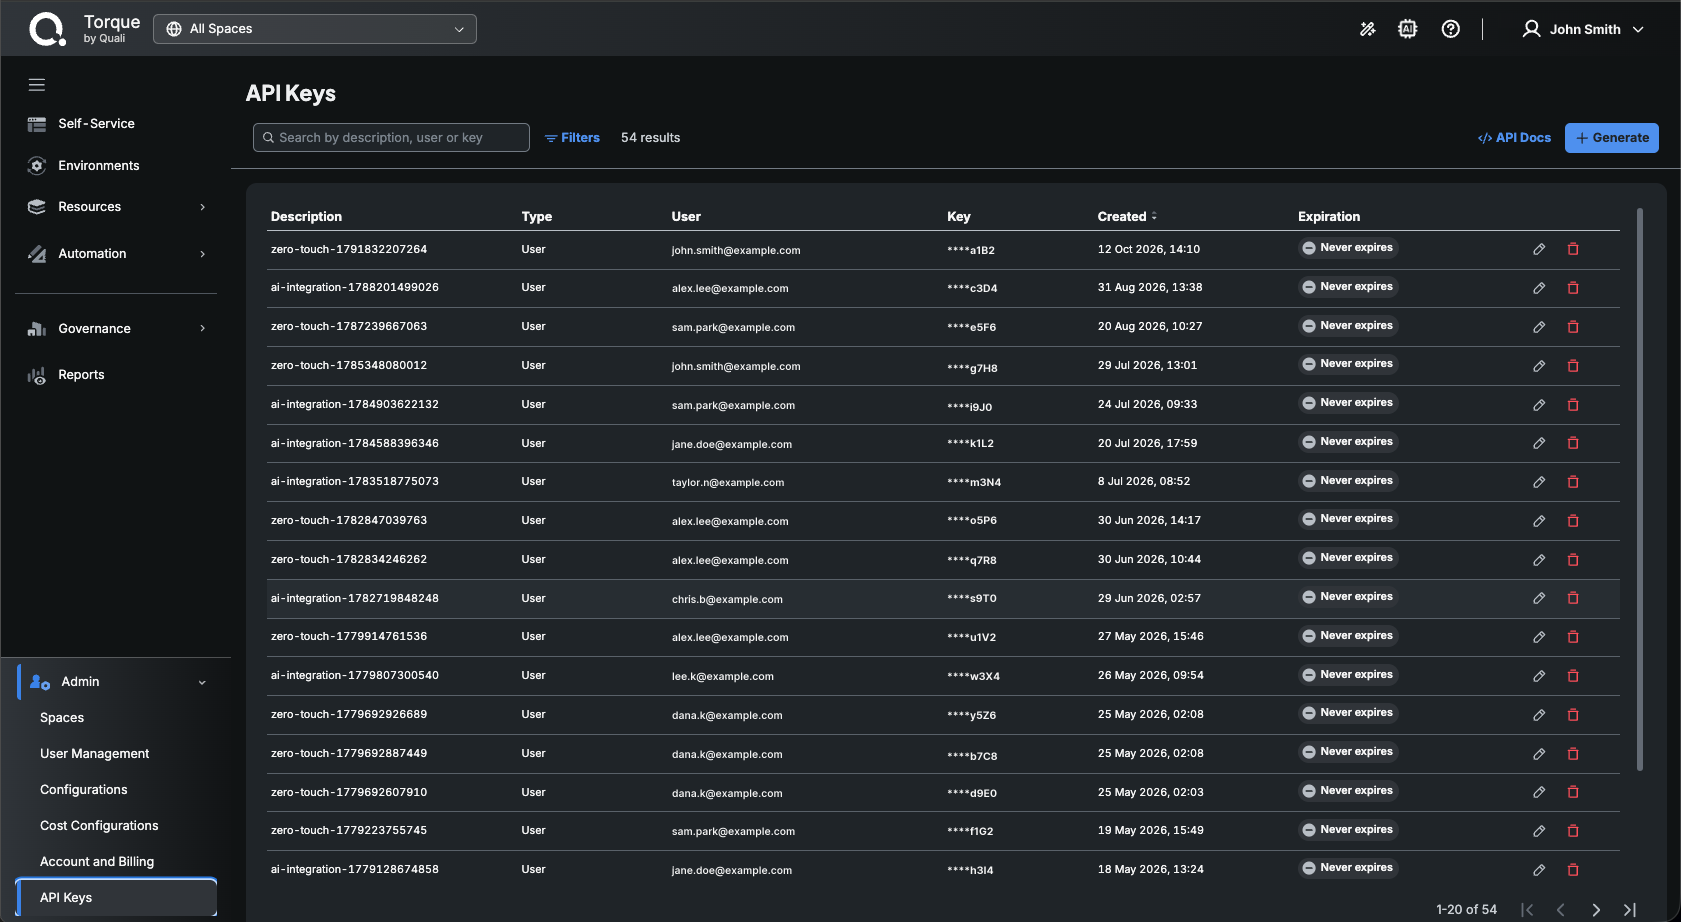 Torque
by Quali
All Spaces
AI
John Smith
Self-Service
Environments
Resources
Automation
Governance
Reports
Admin
Spaces
User Management
Configurations
Cost Configurations
Account and Billing
API Keys
API Keys
Search by description, user or key
Filters
54 results
</> API Docs
+ Generate
Description Type User Key Created Expiration
zero-touch-1791832207264 User john.smith@example.com ****a1B2 12 Oct 2026, 14:10 Never expires
ai-integration-1788201499026 User alex.lee@example.com ****c3D4 31 Aug 2026, 13:38 Never expires
zero-touch-1787239667063 User sam.park@example.com ****e5F6 20 Aug 2026, 10:27 Never expires
zero-touch-1785348080012 User john.smith@example.com ****g7H8 29 Jul 2026, 13:01 Never expires
ai-integration-1784903622132 User sam.park@example.com ****i9J0 24 Jul 2026, 09:33 Never expires
ai-integration-1784588396346 User jane.doe@example.com ****k1L2 20 Jul 2026, 17:59 Never expires
ai-integration-1783518775073 User taylor.n@example.com ****m3N4 8 Jul 2026, 08:52 Never expires
zero-touch-1782847039763 User alex.lee@example.com ****o5P6 30 Jun 2026, 14:17 Never expires
zero-touch-1782834246262 User alex.lee@example.com ****q7R8 30 Jun 2026, 10:44 Never expires
ai-integration-1782719848248 User chris.b@example.com ****s9T0 29 Jun 2026, 02:57 Never expires
zero-touch-1779914761536 User alex.lee@example.com ****u1V2 27 May 2026, 15:46 Never expires
ai-integration-1779807300540 User lee.k@example.com ****w3X4 26 May 2026, 09:54 Never expires
zero-touch-1779692926689 User dana.k@example.com ****y5Z6 25 May 2026, 02:08 Never expires
zero-touch-1779692887449 User dana.k@example.com ****b7C8 25 May 2026, 02:08 Never expires
zero-touch-1779692607910 User dana.k@example.com ****d9E0 25 May 2026, 02:03 Never expires
zero-touch-1779223755745 User sam.park@example.com ****f1G2 19 May 2026, 15:49 Never expires
ai-integration-1779128674858 User jane.doe@example.com ****h3I4 18 May 2026, 13:24 Never expires
1-20 of 54